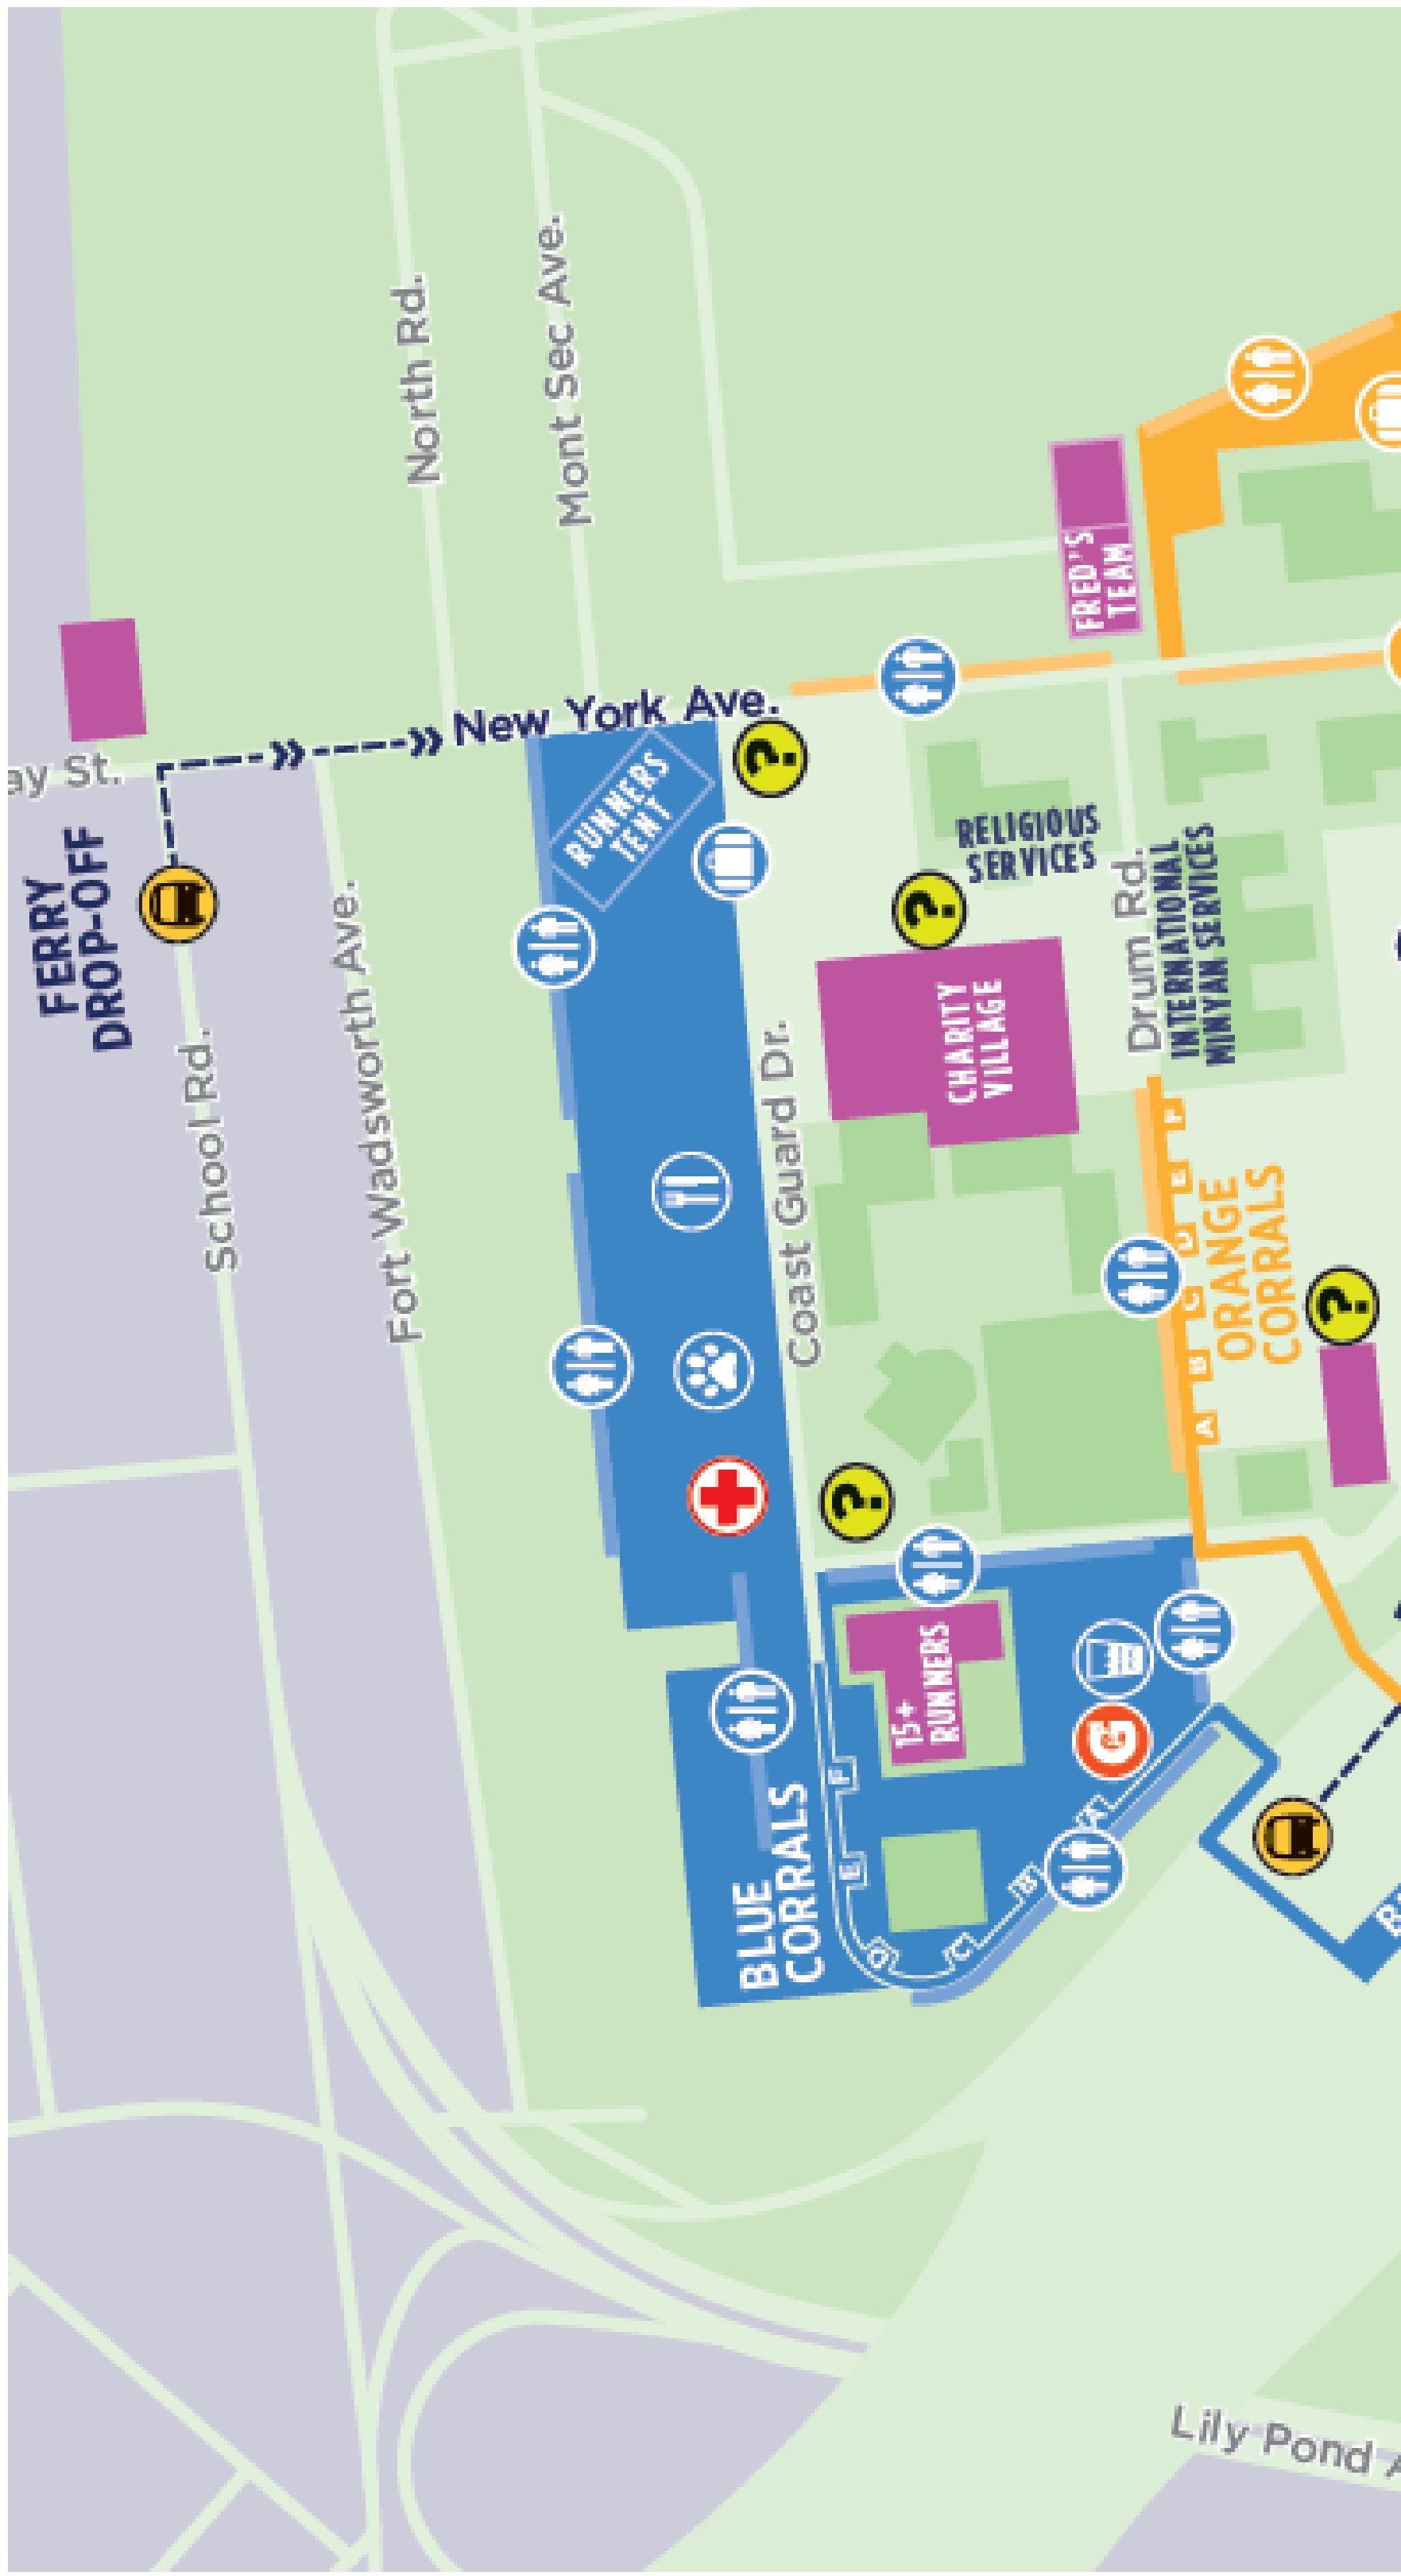 North Rd.
Mont Sec Ave.
FRED'S
TEAM
ay St.
New York Ave.
FERRY
DROP-OFF
School Rd.
Fort Wadsworth Ave.
RUNNERS
TENT
?
?
RELIGIOUS
SERVICES
CHARITY
VILLAGE
Drum Rd.
INTERNATIONAL
MINYAN SERVICES
Coast Guard Dr.
A B C D E F
ORANGE
CORRALS
?
?
15+
RUNNERS
G
BLUE
CORRALS
A
B
C
D
E
F
Lily Pond A